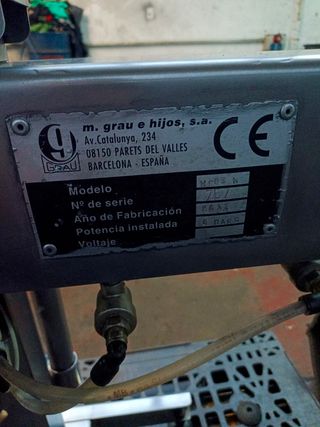 m. grau e hijos, s.a.
Av. Catalunya, 234
08150 PARETS DEL VALLES
BARCELONA - ESPAÑA
GRAU
CE
Modelo
Nº de serie
Año de Fabricación
Potencia instalada
Voltaje